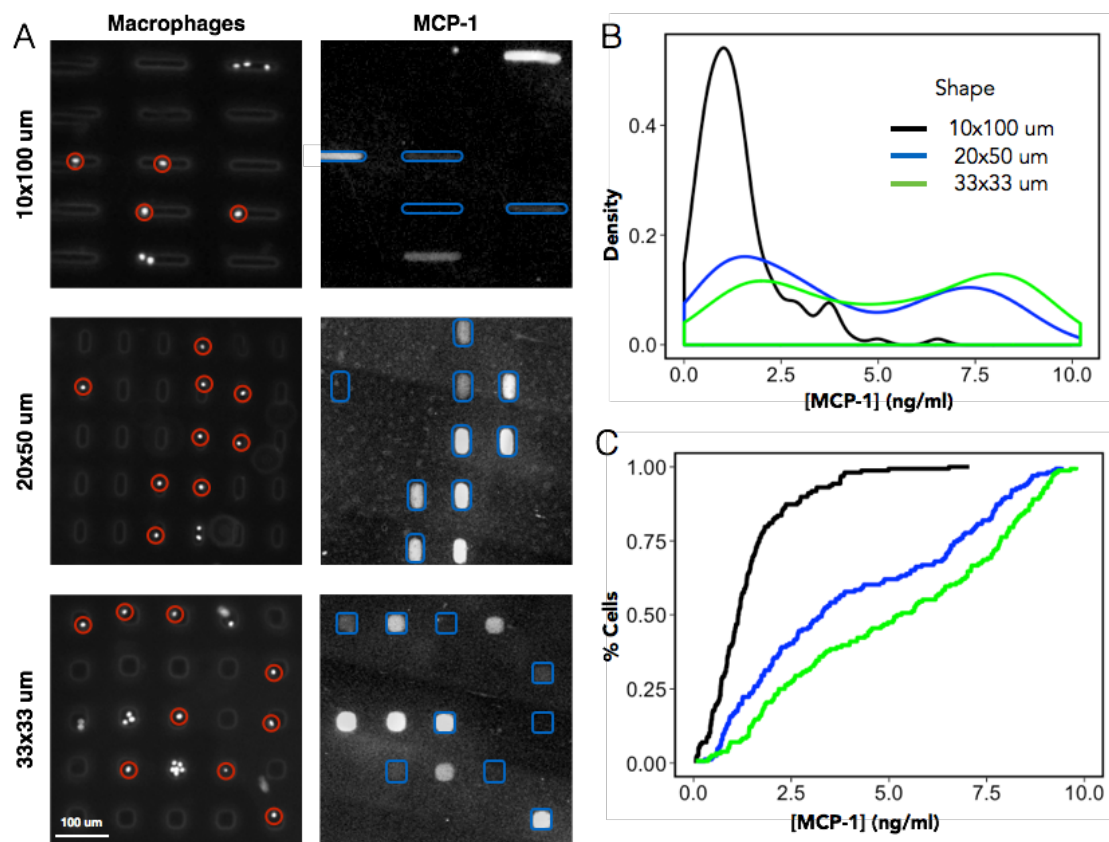 A
Macrophages
MCP-1
10x100 um
20x50 um
33x33 um
100 um
B
Density
0.4
0.2
0.0
0.0
2.5
5.0
7.5
10.0
[MCP-1] (ng/ml)
Shape
10x100 um
20x50 um
33x33 um
C
% Cells
1.00
0.75
0.50
0.25
0.00
0.0
2.5
5.0
7.5
10.0
[MCP-1] (ng/ml)